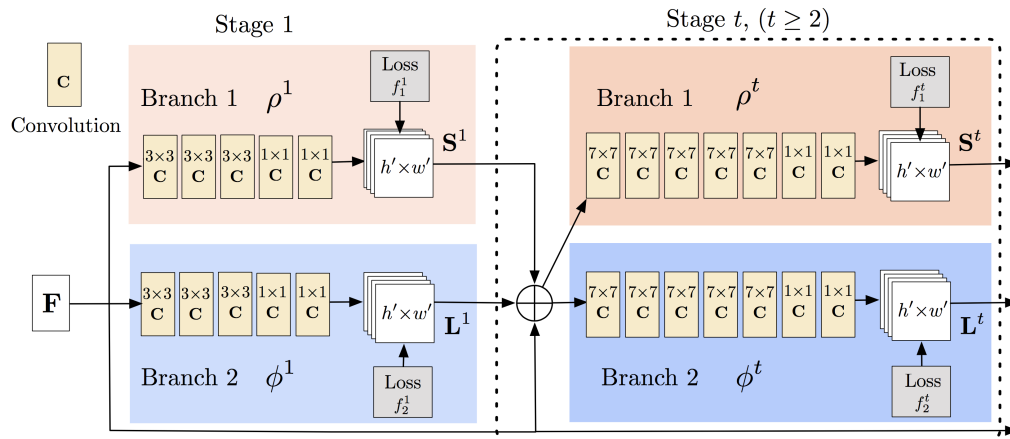 Stage 1
Stage t, (t ≥ 2)
C
Convolution
Branch 1 ρ¹
Loss
f₁¹
3×3 3×3 3×3 1×1 1×1
C C C C C
h′×w′
S¹
Branch 1 ρᵗ
Loss
f₁ᵗ
7×7 7×7 7×7 7×7 7×7 1×1 1×1
C C C C C C C
h′×w′
Sᵗ
F
3×3 3×3 3×3 1×1 1×1
C C C C C
h′×w′
L¹
Branch 2 ϕ¹
Loss
f₂¹
7×7 7×7 7×7 7×7 7×7 1×1 1×1
C C C C C C C
h′×w′
Lᵗ
Branch 2 ϕᵗ
Loss
f₂ᵗ